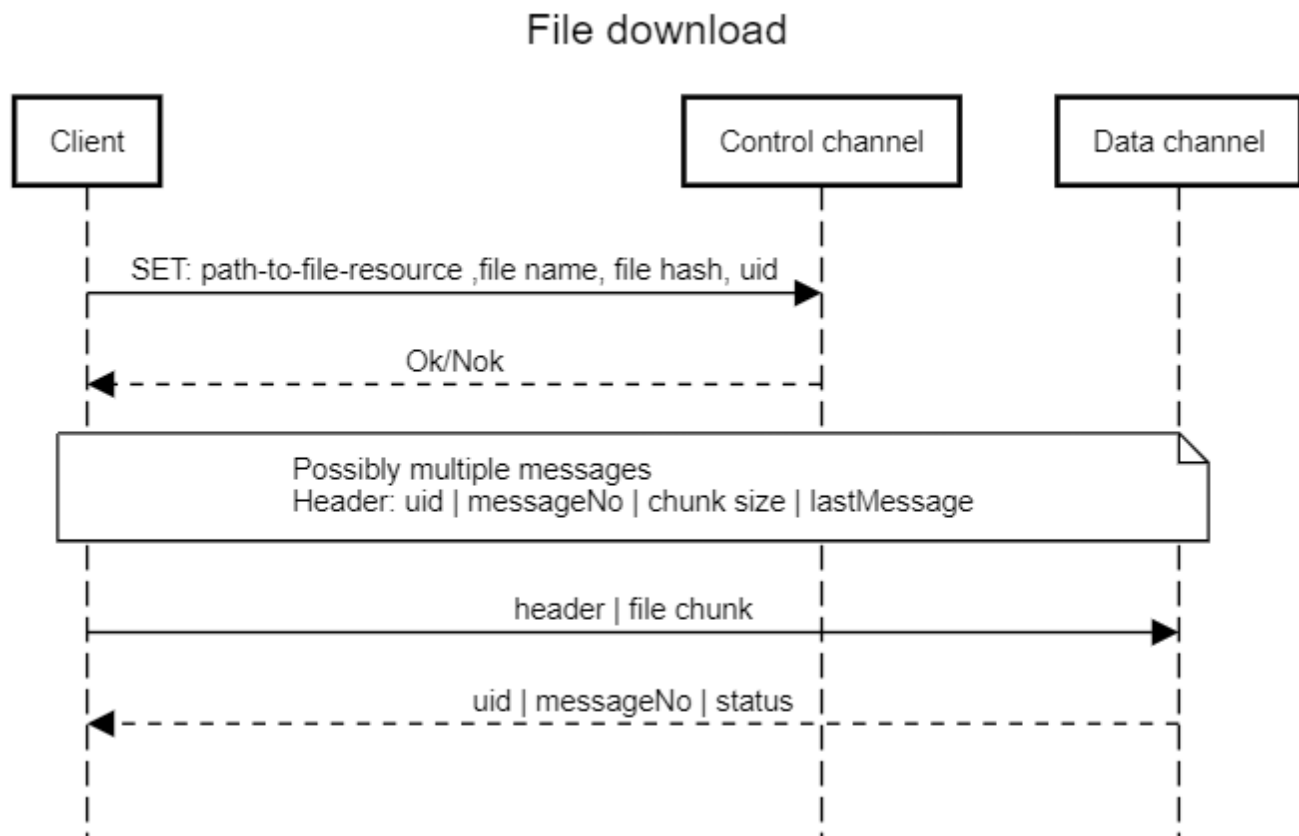 File download
Client
Control channel
Data channel
SET: path-to-file-resource ,file name, file hash, uid
Ok/Nok
Possibly multiple messages
Header: uid | messageNo | chunk size | lastMessage
header | file chunk
uid | messageNo | status